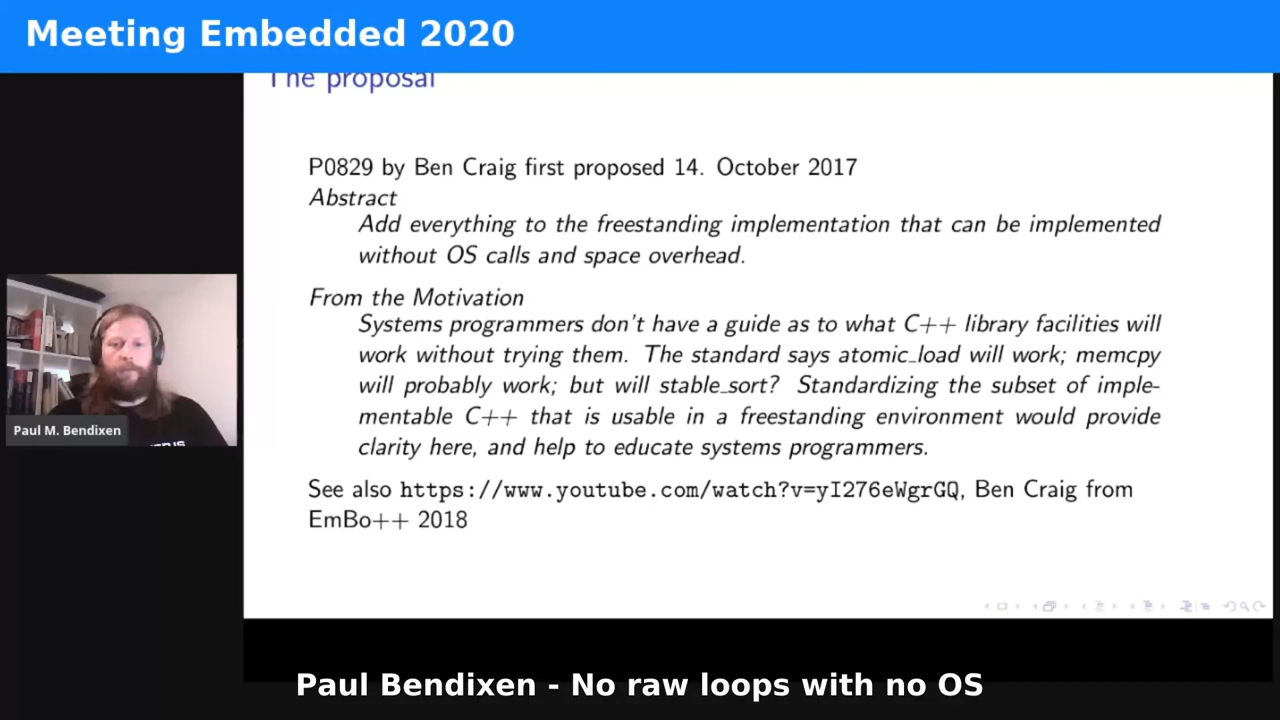 Meeting Embedded 2020
The proposal
P0829 by Ben Craig first proposed 14. October 2017
Abstract
Add everything to the freestanding implementation that can be implemented
without OS calls and space overhead.
From the Motivation
Systems programmers don't have a guide as to what C++ library facilities will
work without trying them. The standard says atomic_load will work; memcpy
will probably work; but will stable_sort? Standardizing the subset of imple-
mentable C++ that is usable in a freestanding environment would provide
clarity here, and help to educate systems programmers.
See also https://www.youtube.com/watch?v=yI276eWgrGQ, Ben Craig from
EmBo++ 2018
Paul M. Bendixen
Paul Bendixen - No raw loops with no OS